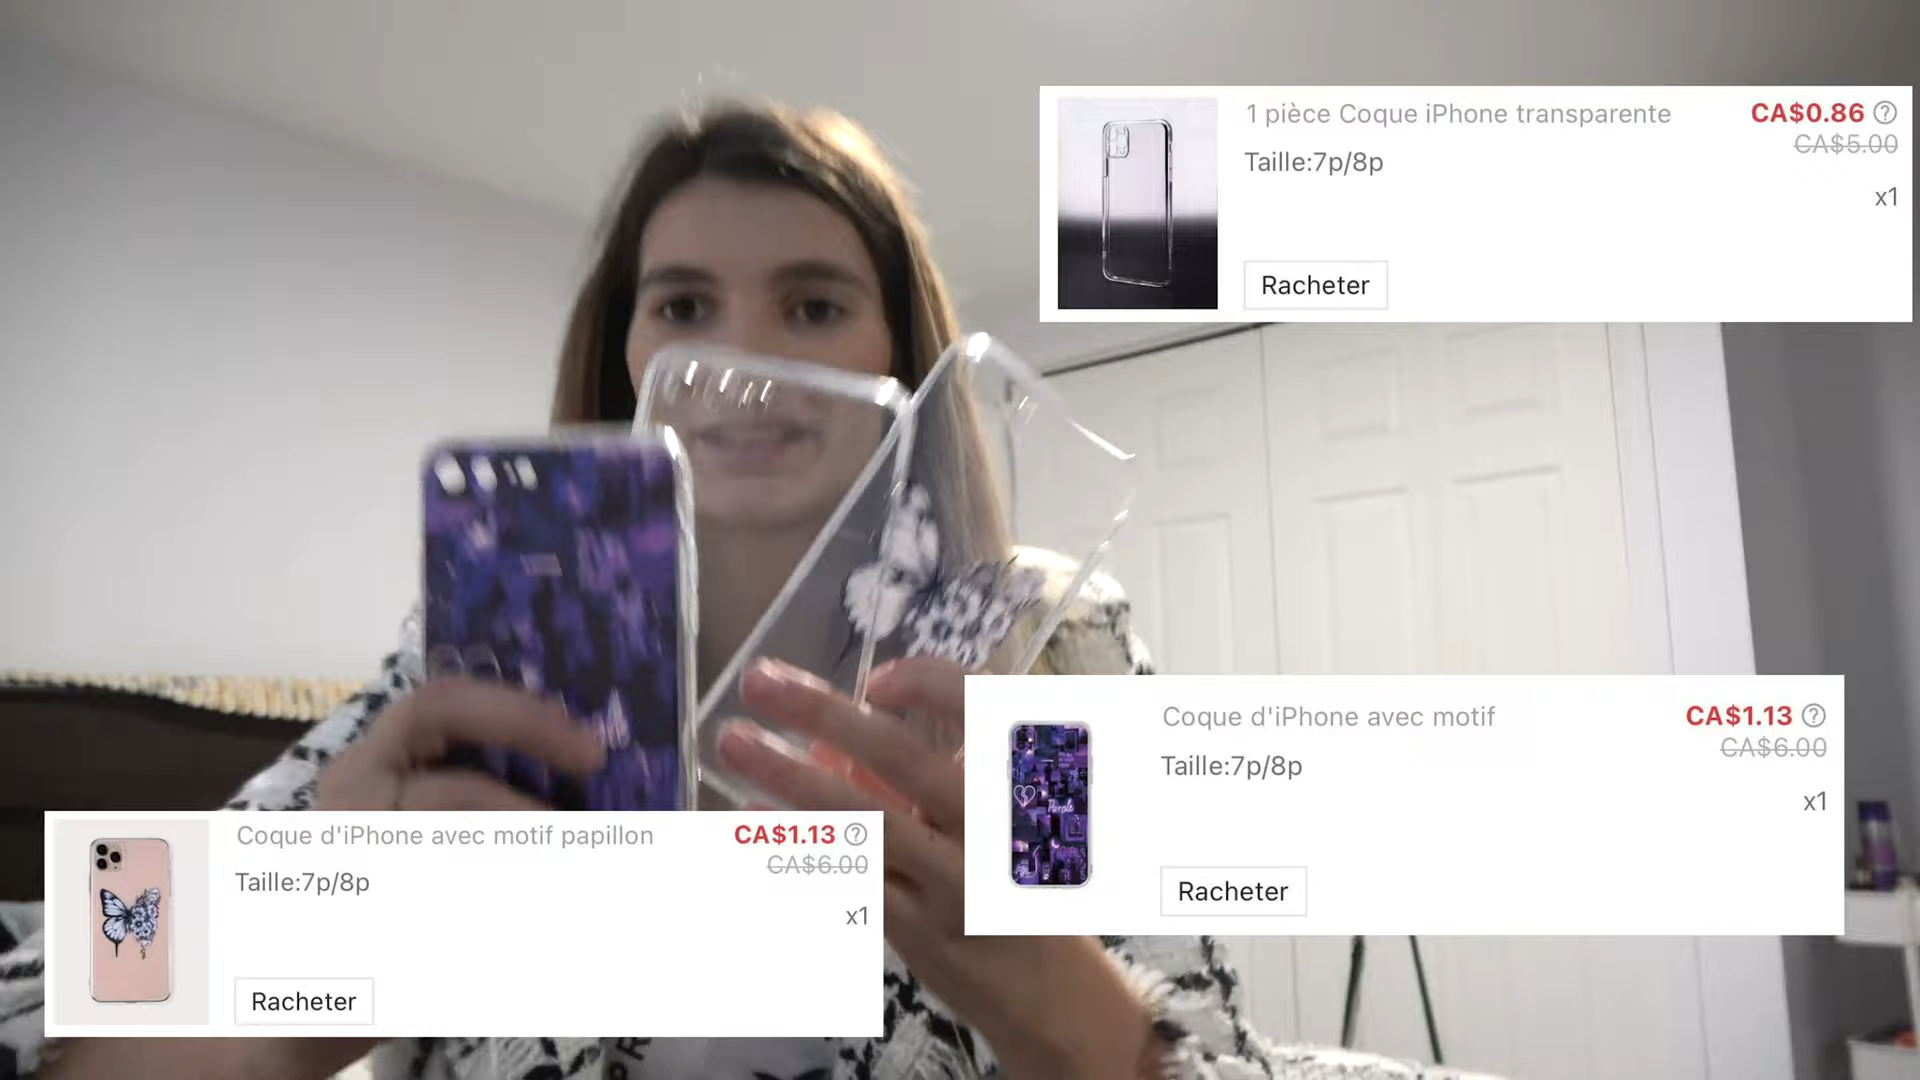 1 pièce Coque iPhone transparente
CA$0.86
CA$5.00
Taille:7p/8p
x1
Racheter
Coque d'iPhone avec motif
CA$1.13
CA$6.00
Taille:7p/8p
x1
Purple
Racheter
Coque d'iPhone avec motif papillon
CA$1.13
CA$6.00
Taille:7p/8p
x1
Racheter